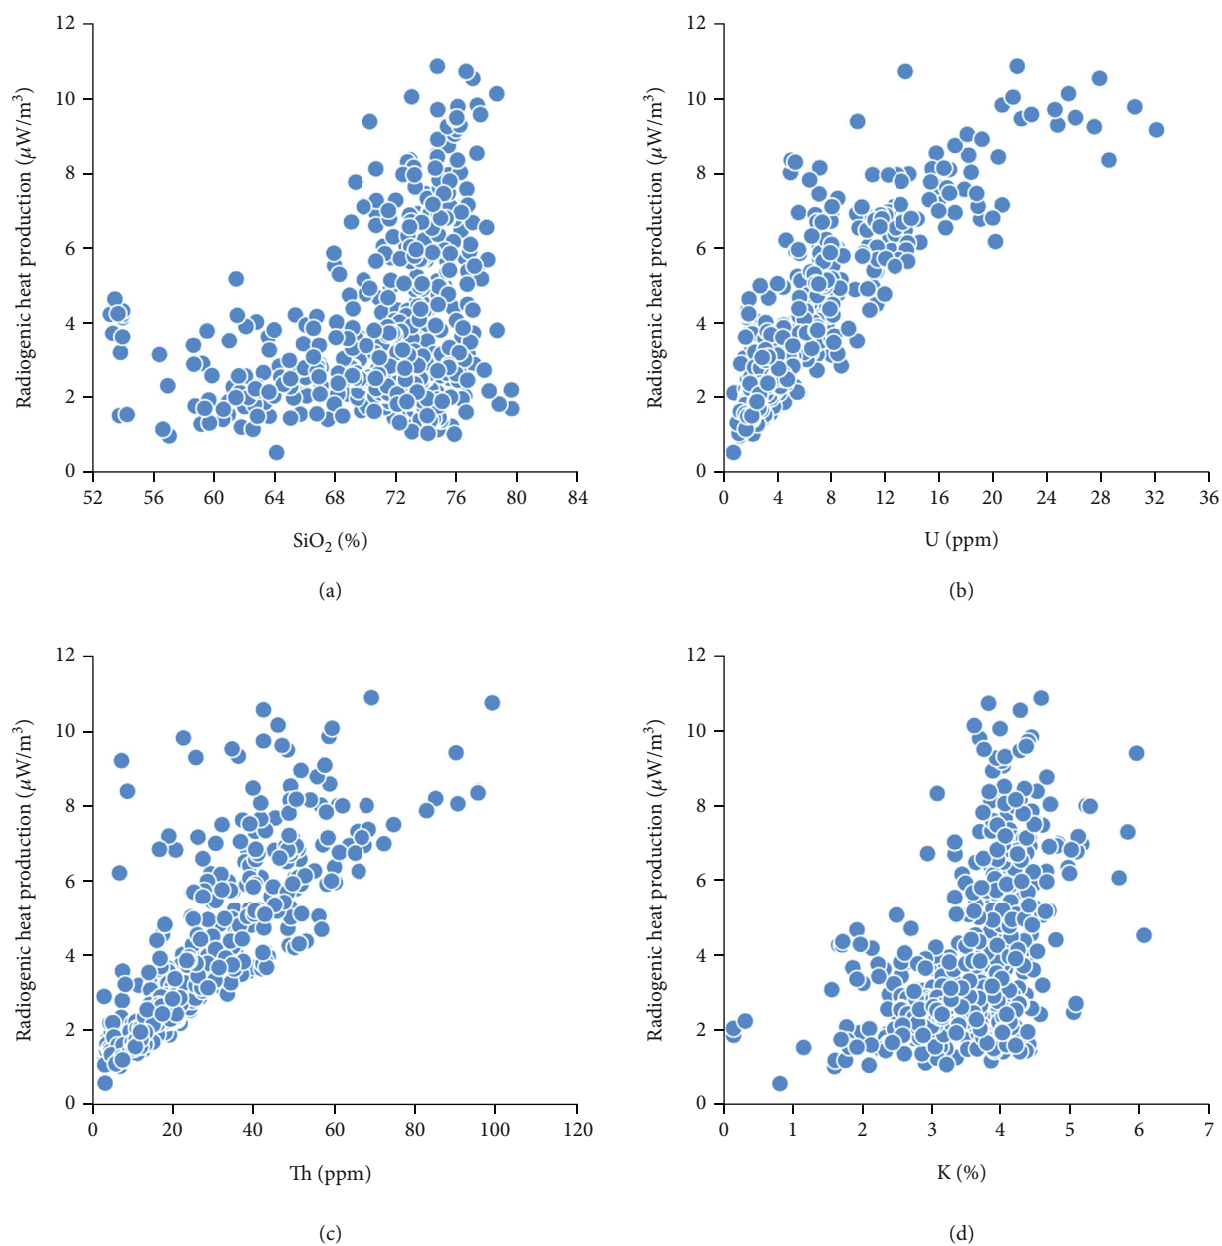 12
10
8
6
4
2
0
Radiogenic heat production (μW/m³)
52 56 60 64 68 72 76 80 84
SiO₂ (%)
(a)
12
10
8
6
4
2
0
Radiogenic heat production (μW/m³)
0 4 8 12 16 20 24 28 32 36
U (ppm)
(b)
12
10
8
6
4
2
0
Radiogenic heat production (μW/m³)
0 20 40 60 80 100 120
Th (ppm)
(c)
12
10
8
6
4
2
0
Radiogenic heat production (μW/m³)
0 1 2 3 4 5 6 7
K (%)
(d)